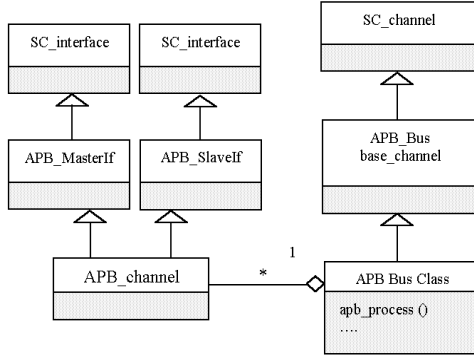 SC_interface
SC_interface
SC_channel
APB_MasterIf
APB_SlaveIf
APB_Bus
base_channel
APB_channel
1
*
APB Bus Class
apb_process ()
....